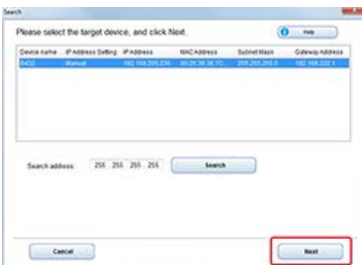 Search
Please select the target device, and click Next.
Help
Device name IP Address Setting IP Address MAC Address Subnet Mask Gateway Address
Manual
Search address: 255 255 255 255 Search
Cancel Next